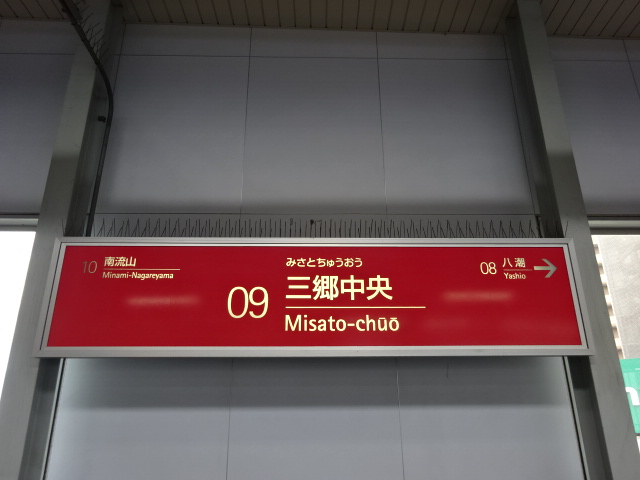 10 南流山
Minami-Nagareyama
09
みさとちゅうおう
三郷中央
Misato-chūō
08 八潮
Yashio